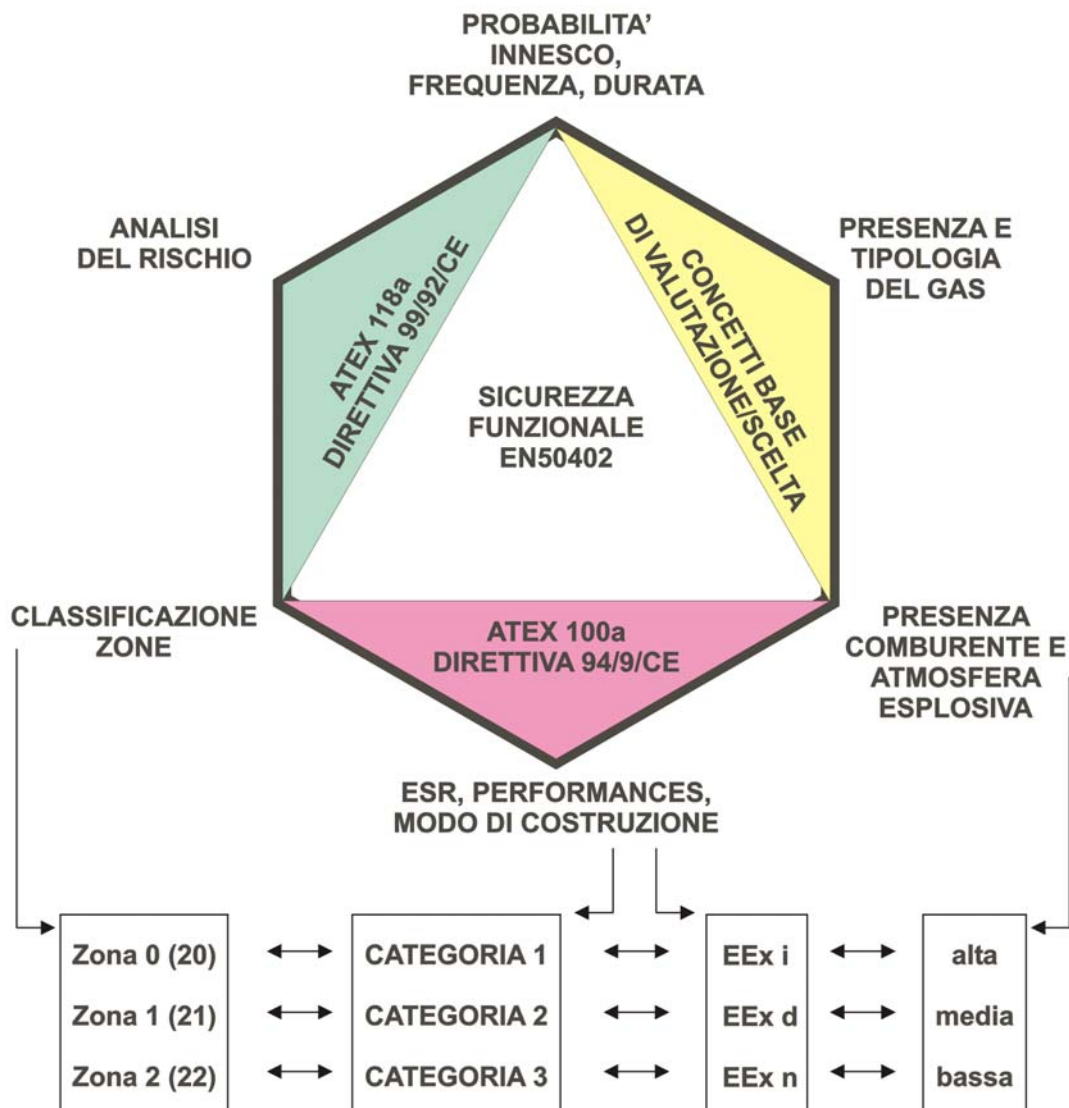 PROBABILITA'
INNESCO,
FREQUENZA, DURATA
ANALISI
DEL RISCHIO
PRESENZA E
TIPOLOGIA
DEL GAS
ATEX 118a
DIRETTIVA 99/92/CE
CONCETTI BASE
DI VALUTAZIONE/SCELTA
SICUREZZA
FUNZIONALE
EN50402
CLASSIFICAZIONE
ZONE
ATEX 100a
DIRETTIVA 94/9/CE
PRESENZA
COMBURENTE E
ATMOSFERA
ESPLOSIVA
ESR, PERFORMANCES,
MODO DI COSTRUZIONE
Zona 0 (20) CATEGORIA 1 EEx i alta
Zona 1 (21) CATEGORIA 2 EEx d media
Zona 2 (22) CATEGORIA 3 EEx n bassa